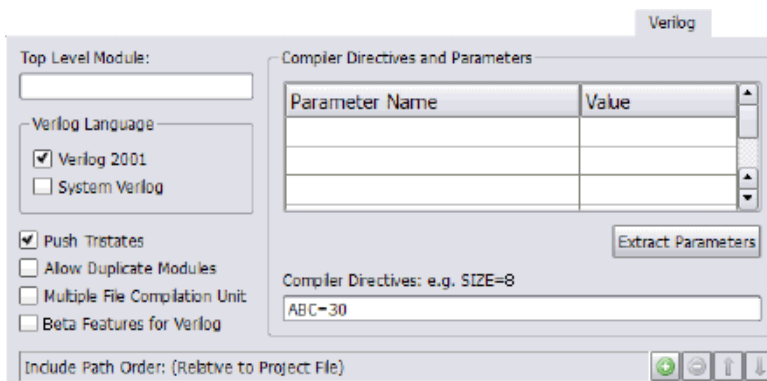 Verilog
Top Level Module:
Compiler Directives and Parameters
Parameter Name
Value
Verilog Language
Verilog 2001
System Verilog
Push Tristates
Allow Duplicate Modules
Multiple File Compilation Unit
Beta Features for Verilog
Extract Parameters
Compiler Directives: e.g. SIZE=8
ABC=30
Include Path Order: (Relative to Project File)